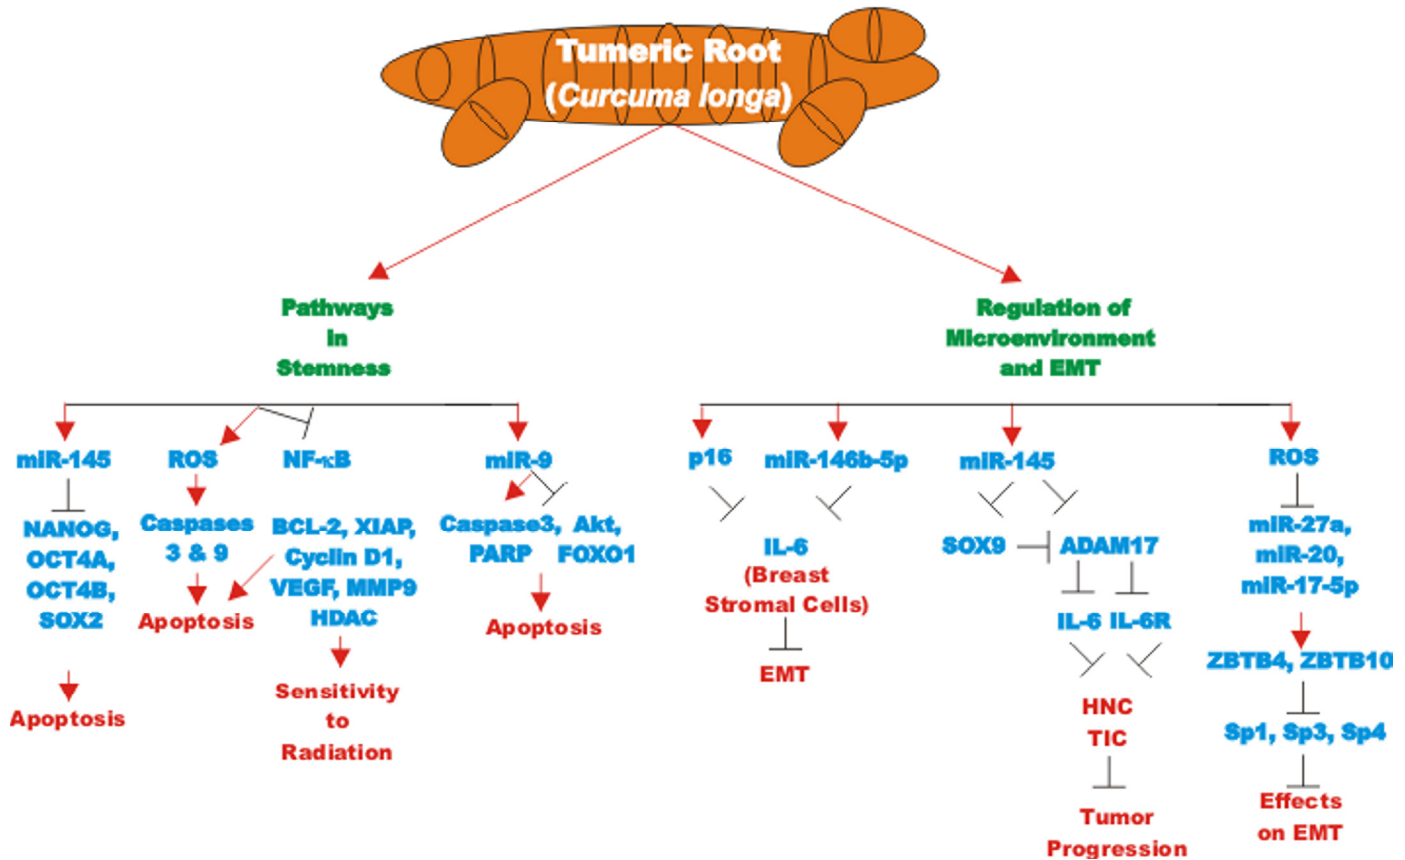 Tumeric Root
(Curcuma longa)
Pathways
in
Stemness
miR-145
NANOG,
OCT4A,
OCT4B,
SOX2
Apoptosis
ROS
Caspases
3 & 9
Apoptosis
NF-κB
BCL-2, XIAP,
Cyclin D1,
VEGF, MMP9
HDAC
Sensitivity
to
Radiation
miR-9
Caspase3,
PARP
Akt,
FOXO1
Apoptosis
Regulation of
Microenvironment
and EMT
p16
miR-146b-5p
IL-6
(Breast
Stromal Cells)
EMT
miR-145
SOX9
ADAM17
IL-6 IL-6R
HNC
TIC
Tumor
Progression
ROS
miR-27a,
miR-20,
miR-17-5p
ZBTB4, ZBTB10
Sp1, Sp3, Sp4
Effects
on EMT